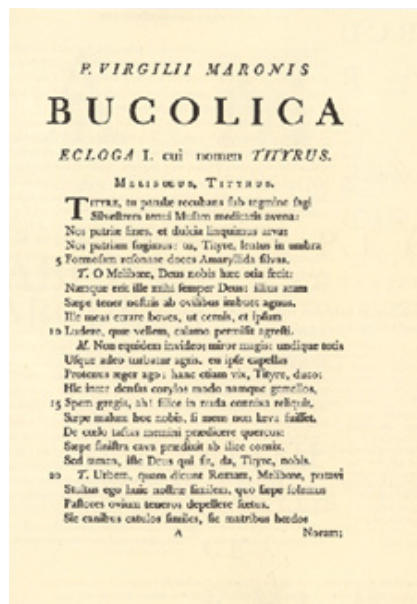 P. VIRGILII MARONIS
BUCOLICA
ECLOGA I. cui nomen TITYRUS.
MELIBOEUS, TITYRUS.
TITYRE, tu patulæ recubans sub tegmine fagi
Silvestrem tenui Musam meditaris avena:
Nos patriæ fines, et dulcia linquimus arva;
Nos patriam fugimus: tu, Tityre, lentus in umbra
5 Formosam resonare doces Amaryllida silvas.
T. O Meliboee, Deus nobis hæc otia fecit:
Namque erit ille mihi semper Deus: illius aram
Sæpe tener nostris ab ovilibus imbuet agnus.
Ille meas errare boves, ut cernis, et ipsum
10 Ludere, quæ vellem, calamo permisit agresti.
M. Non equidem invideo; miror magis: undique totis
Usque adeo turbatur agris. en ipse capellas
Protenus æger ago: hanc etiam vix, Tityre, duco:
Hic inter densas corylos modo namque gemellos,
15 Spem gregis, ah! silice in nuda connixa reliquit.
Sæpe malum hoc nobis, si mens non læva fuisset,
De coelo tactas memini prædicere quercus:
Sæpe sinistra cava prædixit ab ilice cornix.
Sed tamen, iste Deus qui sit, da, Tityre, nobis.
20 T. Urbem, quam dicunt Romam, Meliboee, putavi
Stultus ego huic nostræ similem, quo sæpe solemus
Pastores ovium teneros depellere foetus.
Sic canibus catulos similes, sic matribus hoedos
A Noram;